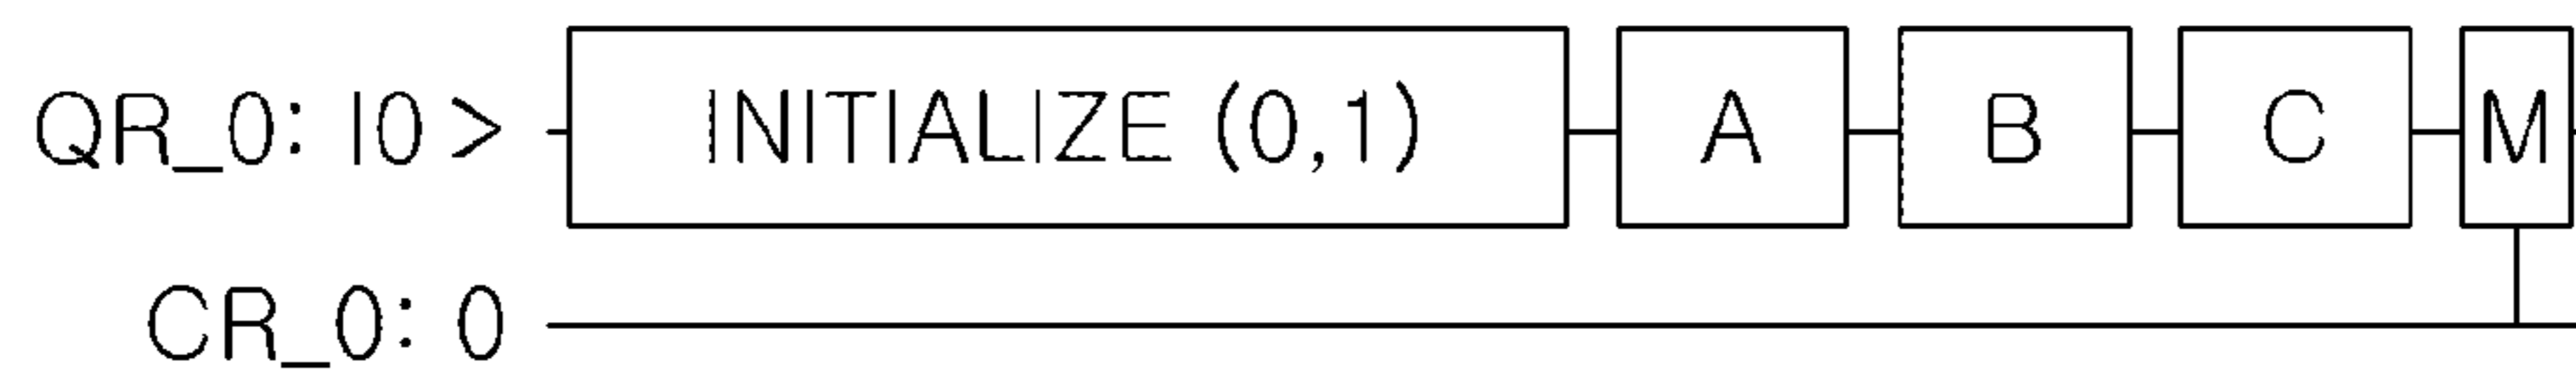 QR_0: |0> INITIALIZE (0,1) A B C M
CR_0: 0